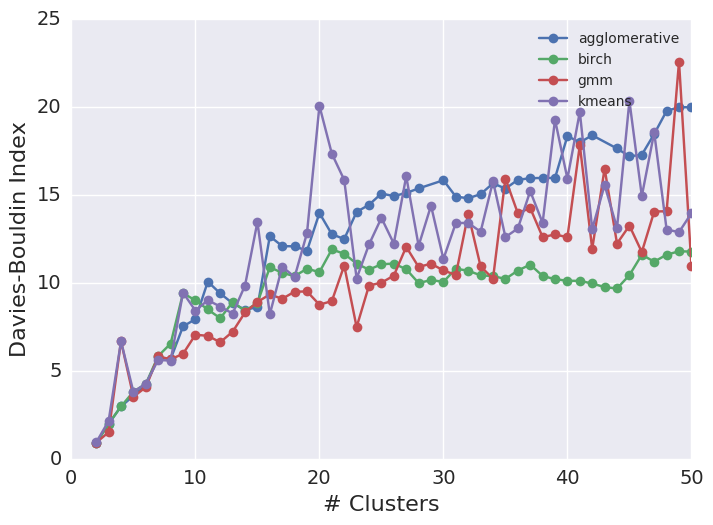 25
20
15
10
5
0
Davies-Bouldin Index
agglomerative
birch
gmm
kmeans
0 10 20 30 40 50
# Clusters